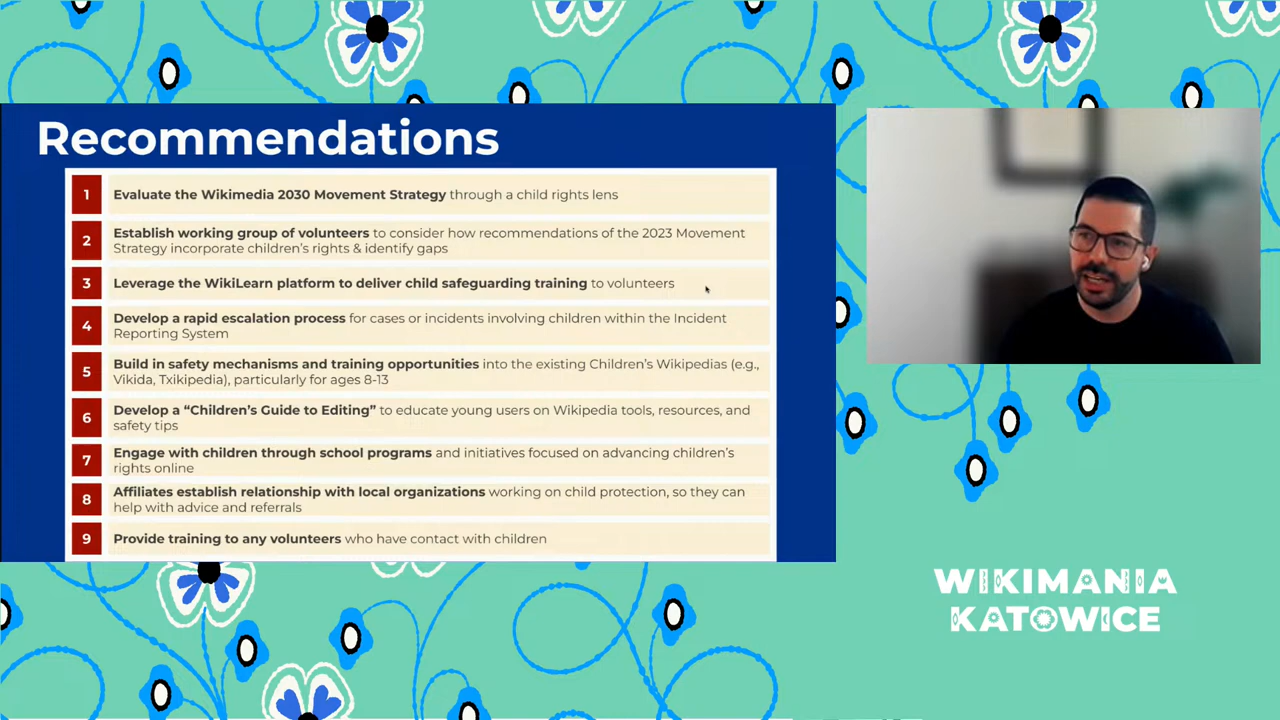 Recommendations
1 Evaluate the Wikimedia 2030 Movement Strategy through a child rights lens
2 Establish working group of volunteers to consider how recommendations of the 2023 Movement
Strategy incorporate children's rights & identify gaps
3 Leverage the WikiLearn platform to deliver child safeguarding training to volunteers
4 Develop a rapid escalation process for cases or incidents involving children within the Incident
Reporting System
5 Build in safety mechanisms and training opportunities into the existing Children's Wikipedias (e.g.,
Vikida, Txikipedia), particularly for ages 8-13
6 Develop a “Children's Guide to Editing” to educate young users on Wikipedia tools, resources, and
safety tips
7 Engage with children through school programs and initiatives focused on advancing children's
rights online
8 Affiliates establish relationship with local organizations working on child protection, so they can
help with advice and referrals
9 Provide training to any volunteers who have contact with children
WIKIMANIA
KATOWICE